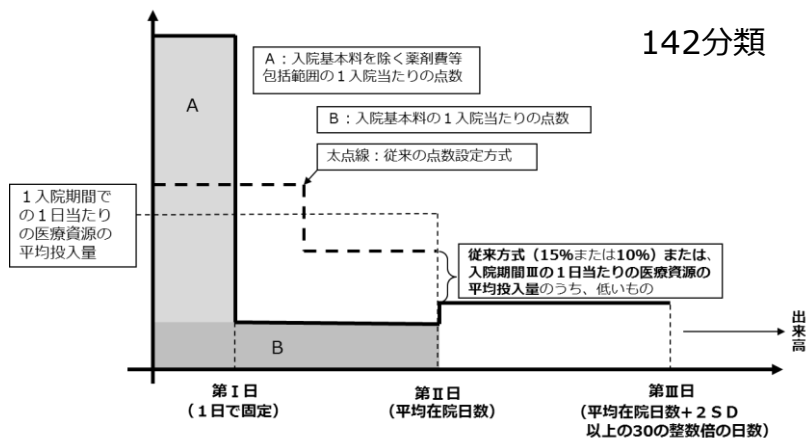 142分類
A:入院基本料を除く薬剤費等
包括範囲の1入院当たりの点数
A
B:入院基本料の1入院当たりの点数
太点線:従来の点数設定方式
1入院期間で
の1日当たり
の医療資源の
平均投入量
従来方式(15%または10%)または、
入院期間Ⅲの1日当たりの医療資源の
平均投入量のうち、低いもの
出来高
B
第Ⅰ日
(1日で固定)
第Ⅱ日
(平均在院日数)
第Ⅲ日
(平均在院日数+2SD
以上の30の整数倍の日数)